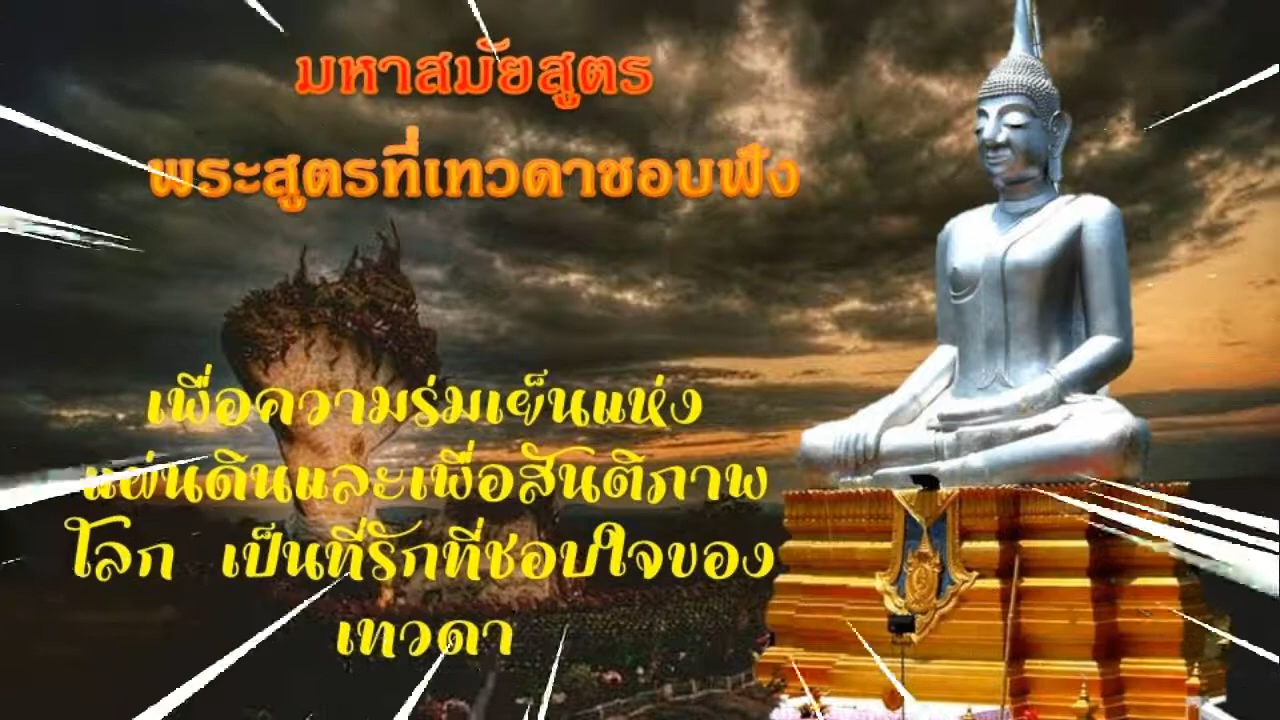 มหาสมัยสูตร
พระสูตรที่เทวดาชอบฟัง
เพื่อความร่มเย็นแห่ง
แผ่นดินและเพื่อสันติภาพ
โลก เป็นที่รักที่ชอบใจของ
เทวดา